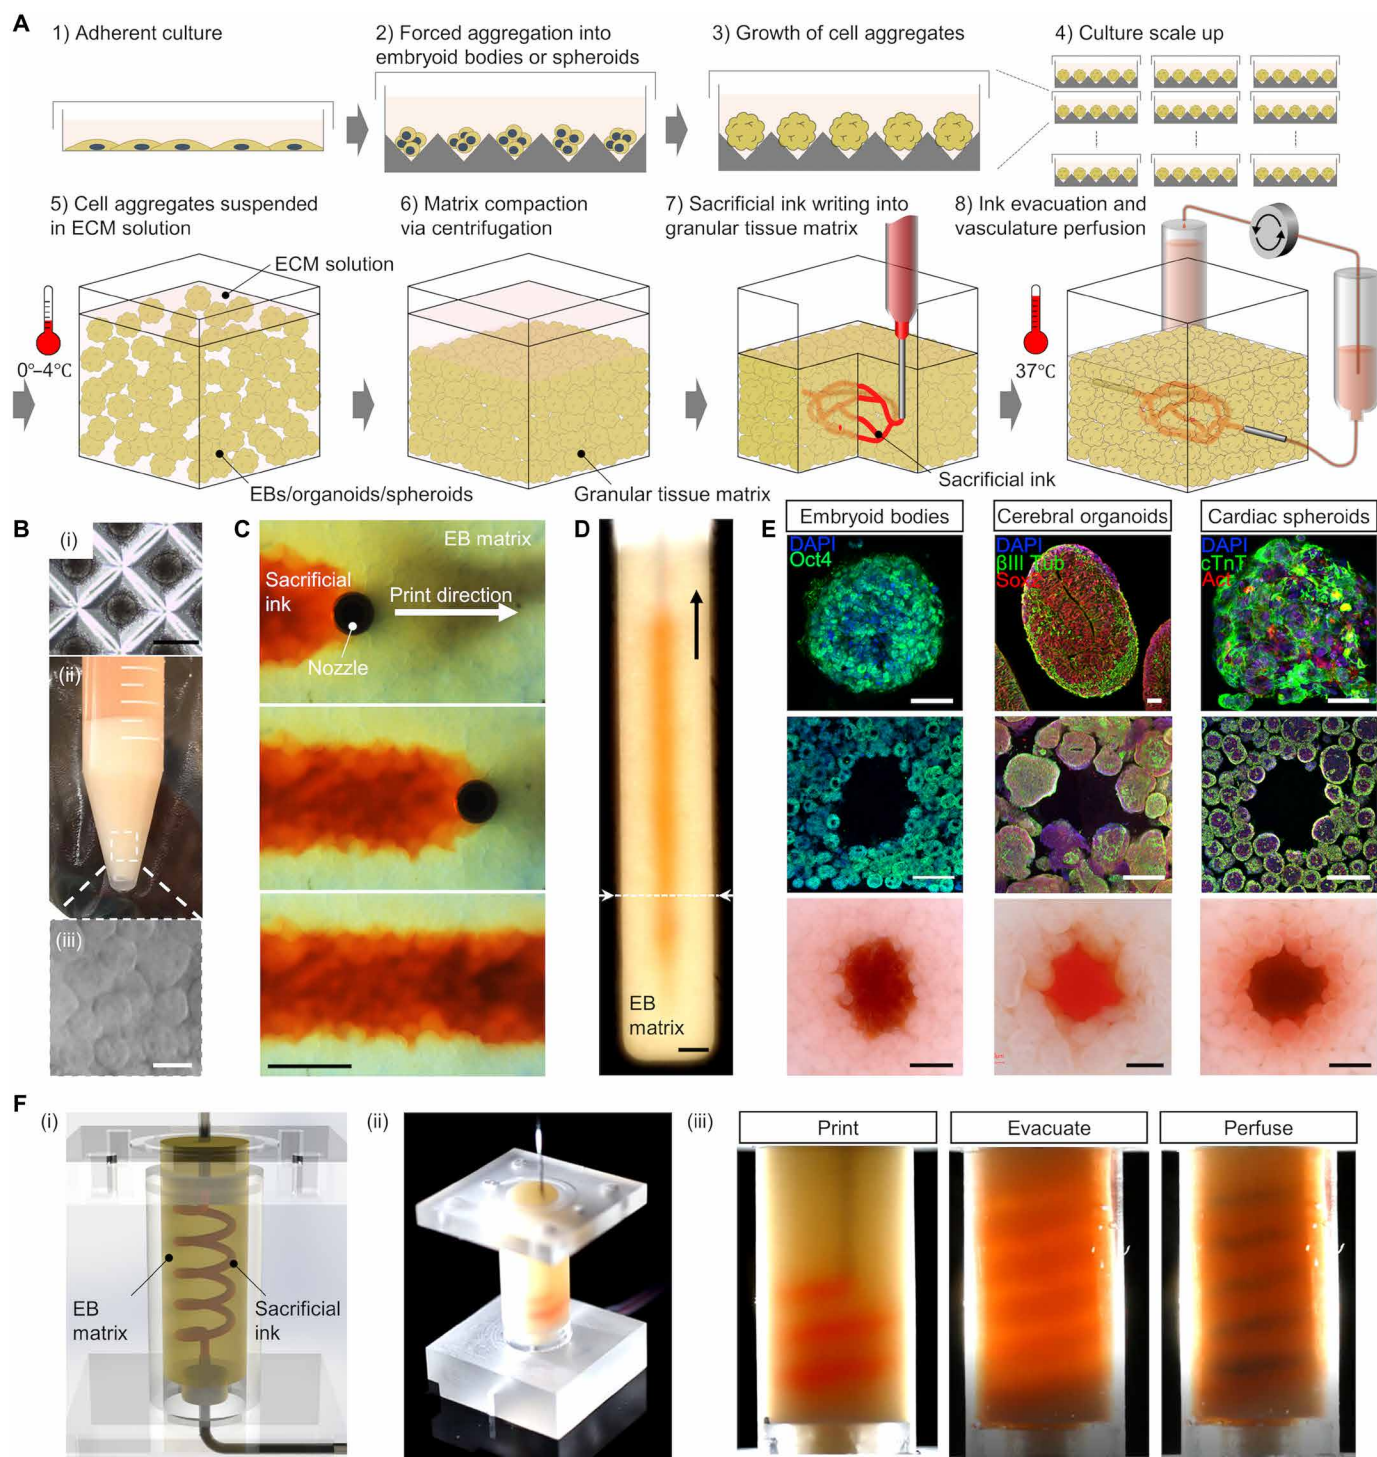 A
1) Adherent culture
2) Forced aggregation into
embryoid bodies or spheroids
3) Growth of cell aggregates
4) Culture scale up
5) Cell aggregates suspended
in ECM solution
6) Matrix compaction
via centrifugation
7) Sacrificial ink writing into
granular tissue matrix
8) Ink evacuation and
vasculature perfusion
ECM solution
0°–4°C
37°C
EBs/organoids/spheroids
Granular tissue matrix
Sacrificial ink
B
(i)
(ii)
(iii)
C
EB matrix
Sacrificial
ink
Print direction
Nozzle
D
EB
matrix
E
Embryoid bodies
Cerebral organoids
Cardiac spheroids
DAPI
Oct4
DAPI
βIII Tub
Sox
DAPI
cTnT
Act
F
(i)
EB
matrix
Sacrificial
ink
(ii)
(iii)
Print
Evacuate
Perfuse